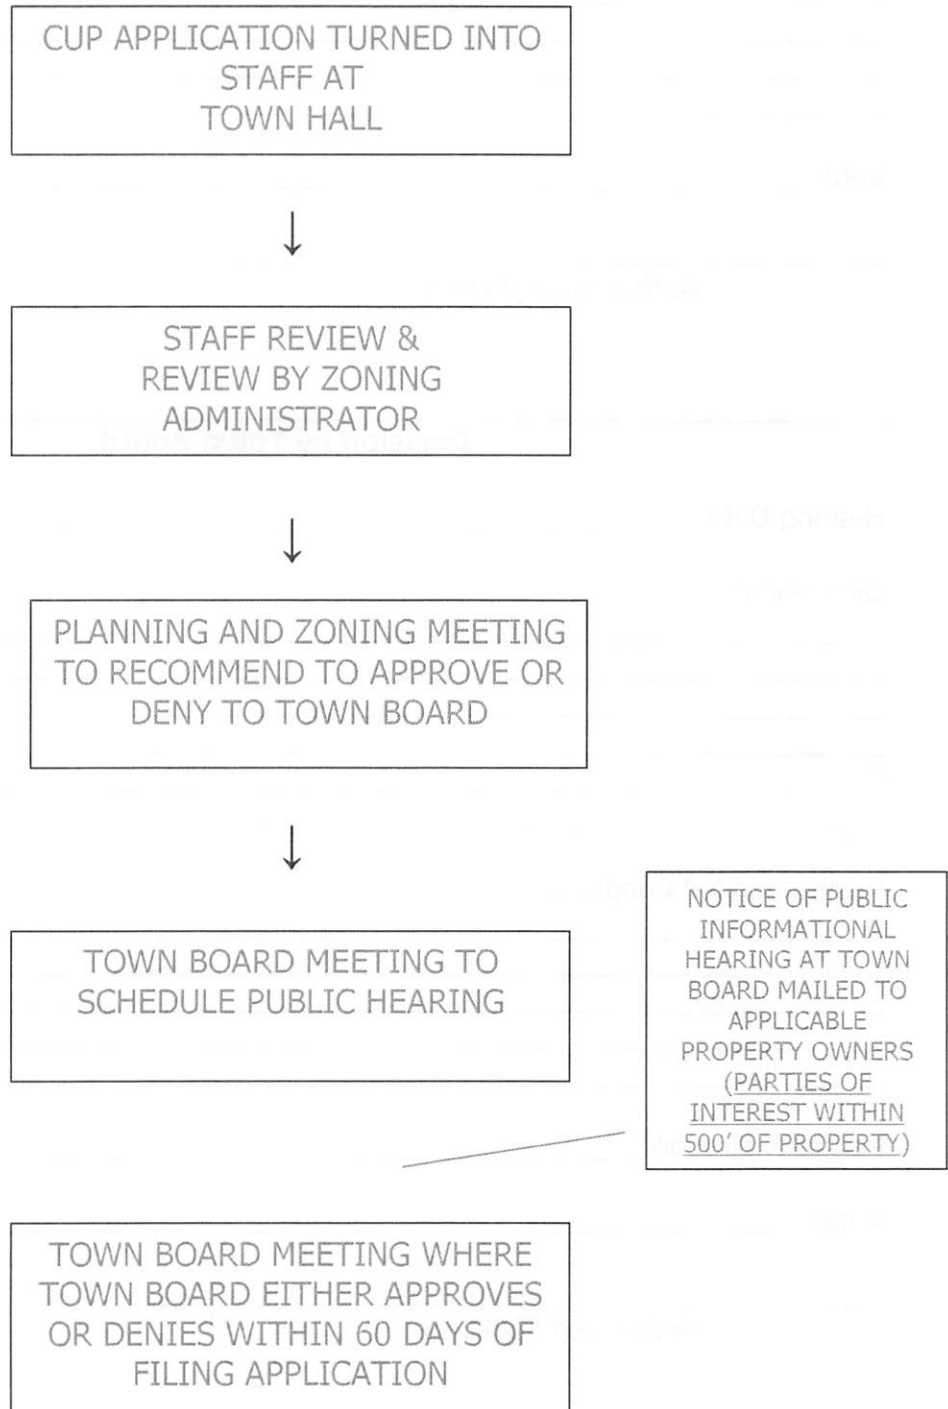 CUP APPLICATION TURNED INTO
STAFF AT
TOWN HALL
↓
STAFF REVIEW &
REVIEW BY ZONING
ADMINISTRATOR
↓
PLANNING AND ZONING MEETING
TO RECOMMEND TO APPROVE OR
DENY TO TOWN BOARD
↓
TOWN BOARD MEETING TO
SCHEDULE PUBLIC HEARING
NOTICE OF PUBLIC
INFORMATIONAL
HEARING AT TOWN
BOARD MAILED TO
APPLICABLE
PROPERTY OWNERS
(PARTIES OF
INTEREST WITHIN
500' OF PROPERTY)
TOWN BOARD MEETING WHERE
TOWN BOARD EITHER APPROVES
OR DENIES WITHIN 60 DAYS OF
FILING APPLICATION